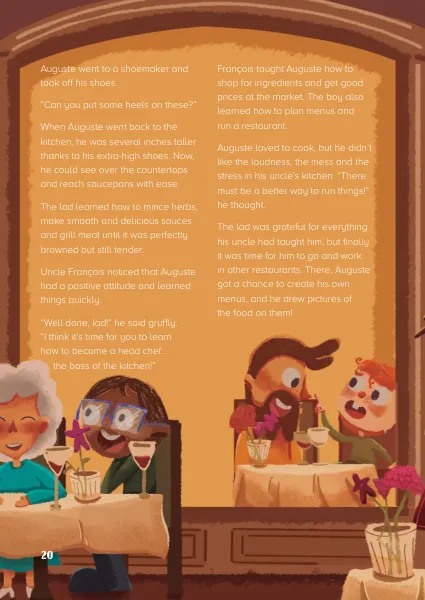 Auguste went to a shoemaker and
took off his shoes.
"Can you put some heels on these?"
When Auguste went back to the
kitchen, he was several inches taller
thanks to his extra-high shoes. Now,
he could see over the countertops
and reach saucepans with ease.
The lad learned how to mince herbs,
make smooth and delicious sauces
and grill meat until it was perfectly
browned but still tender.
Uncle François noticed that Auguste
had a positive attitude and learned
things quickly.
"Well done, lad!" he said gruffly.
"I think it's time for you to learn
how to become a head chef
the boss of the kitchen!"
François taught Auguste how to
shop for ingredients and get good
prices at the market. The boy also
learned how to plan menus and
run a restaurant.
Auguste loved to cook, but he didn't
like the loudness, the mess and the
stress in his uncle's kitchen. "There
must be a better way to run things!"
he thought.
The lad was grateful for everything
his uncle had taught him, but finally
it was time for him to go and work
in other restaurants. There, Auguste
got a chance to create his own
menus, and he drew pictures of
the food on them!
20